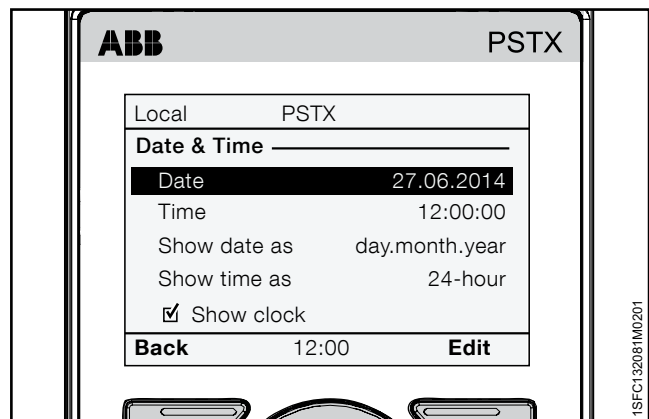 ABB PSTX
Local PSTX
Date & Time
Date 27.06.2014
Time 12:00:00
Show date as day.month.year
Show time as 24-hour
Show clock
Back 12:00 Edit
1SFC132081M0201